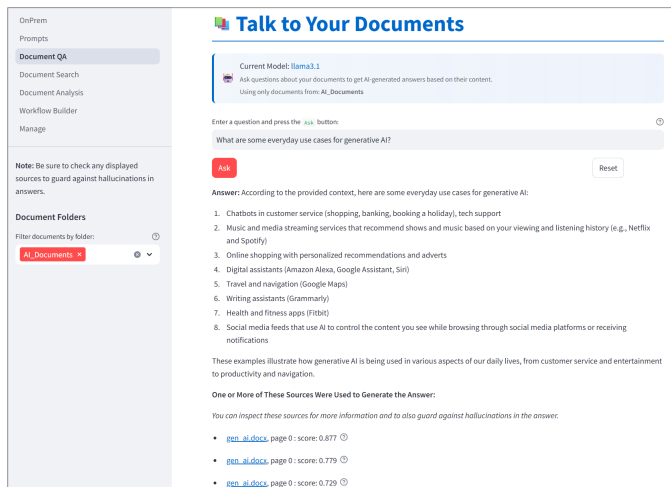 OnPrem
Prompts
Document QA
Document Search
Document Analysis
Workflow Builder
Manage
Note: Be sure to check any displayed
sources to guard against hallucinations in
answers.
Document Folders
Filter documents by folder:
AI_Documents ×
Talk to Your Documents
Current Model: llama3.1
Ask questions about your documents to get AI-generated answers based on their content.
Using only documents from: AI_Documents
Enter a question and press the Ask button:
What are some everyday use cases for generative AI?
Ask
Reset
Answer: According to the provided context, here are some everyday use cases for generative AI:
1. Chatbots in customer service (shopping, banking, booking a holiday), tech support
2. Music and media streaming services that recommend shows and music based on your viewing and listening history (e.g., Netflix
and Spotify)
3. Online shopping with personalized recommendations and adverts
4. Digital assistants (Amazon Alexa, Google Assistant, Siri)
5. Travel and navigation (Google Maps)
6. Writing assistants (Grammarly)
7. Health and fitness apps (Fitbit)
8. Social media feeds that use AI to control the content you see while browsing through social media platforms or receiving
notifications
These examples illustrate how generative AI is being used in various aspects of our daily lives, from customer service and entertainment
to productivity and navigation.
One or More of These Sources Were Used to Generate the Answer:
You can inspect these sources for more information and to also guard against hallucinations in the answer.
• gen_ai.docx, page 0 : score: 0.877
• gen_ai.docx, page 0 : score: 0.779
• gen_ai.docx, page 0 : score: 0.729